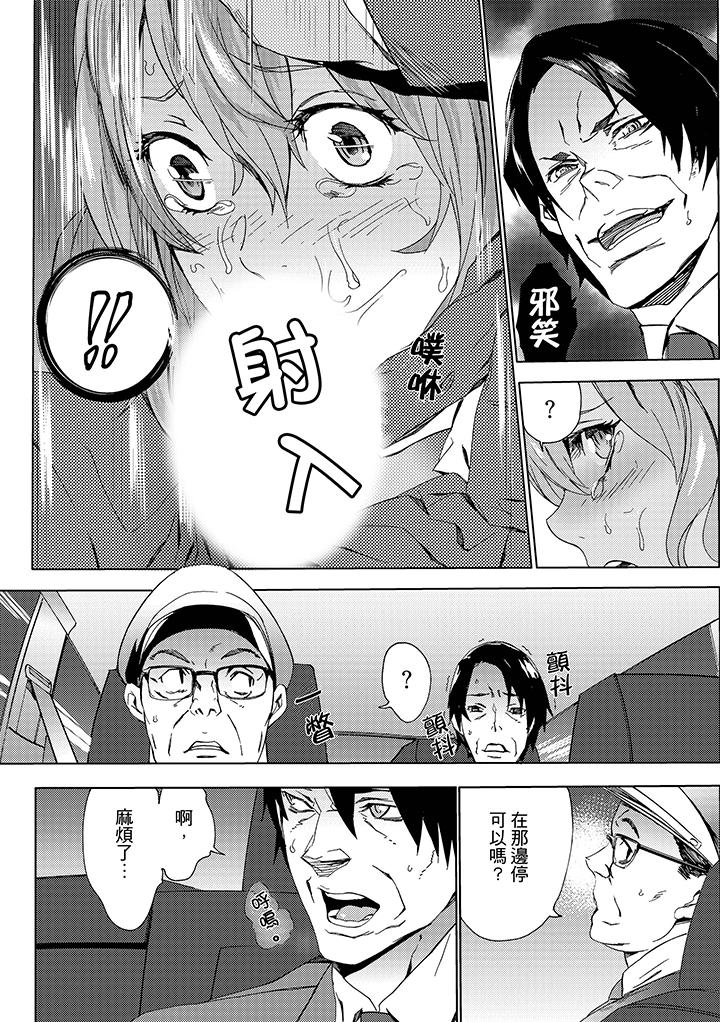 邪笑
？
噗咻
射入
!!
顫抖
顫抖
？
一瞥
在那邊停
可以嗎？
呼嗚。
啊，
麻煩了…